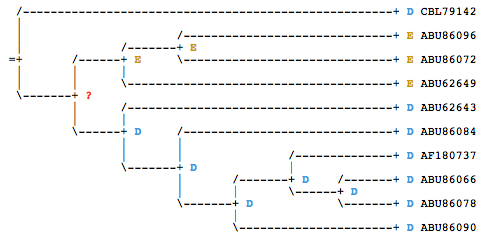 /--------------------------------------------------+ D CBL79142
/----------------------------+ E ABU86096
/-------+ E
=+ /------+ E \----------------------------+ E ABU86072
\-------------------------------------+ E ABU62649
\-------+ ?
/-------------------------------------+ D ABU62643
\------+ D /----------------------------+ D ABU86084
/-------------+ D AF180737
\-------+ D /------+ D /-------+ D ABU86066
\------+ D
\-------+ D \-------+ D ABU86078
\--------------------+ D ABU86090